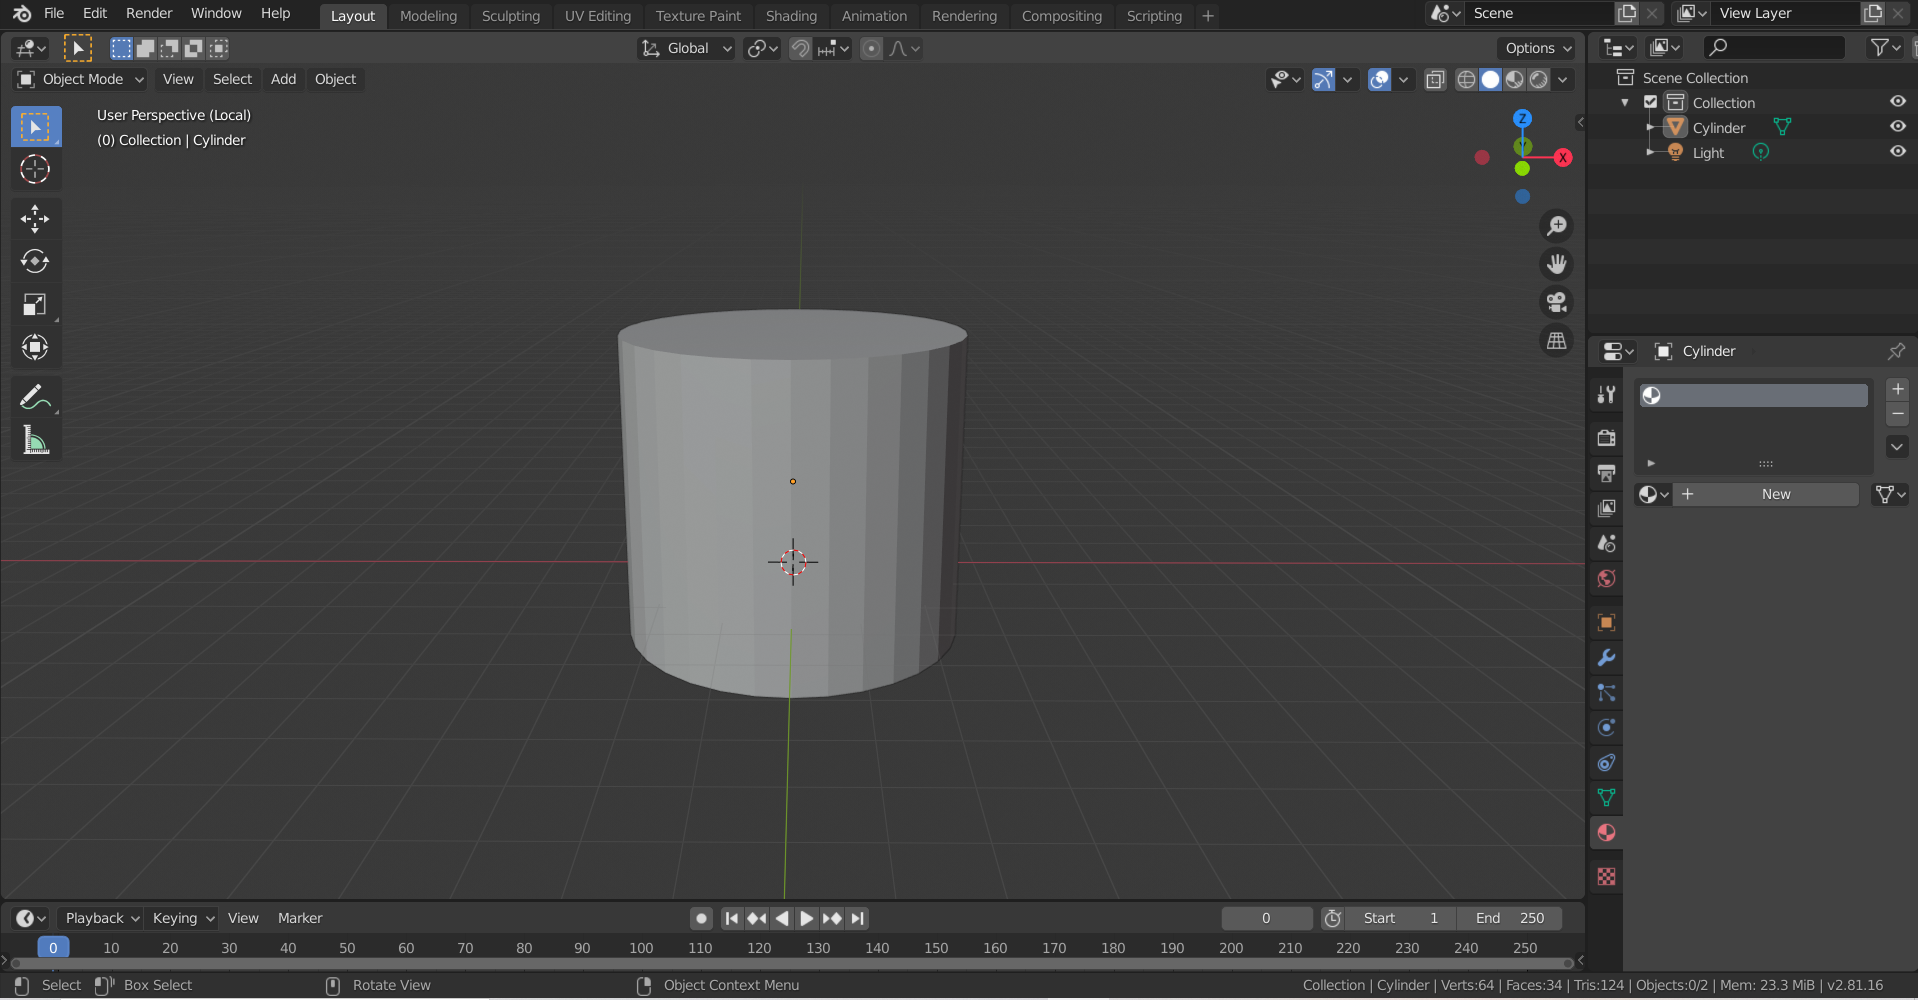 File Edit Render Window Help Layout Modeling Sculpting UV Editing Texture Paint Shading Animation Rendering Compositing Scripting + Scene View Layer
Global Options
Object Mode View Select Add Object
User Perspective (Local)
(0) Collection | Cylinder
Z
Y
X
Scene Collection
Collection
Cylinder
Light
Cylinder
New
Playback Keying View Marker 0 Start 1 End 250
0 10 20 30 40 50 60 70 80 90 100 110 120 130 140 150 160 170 180 190 200 210 220 230 240 250
Select Box Select Rotate View Object Context Menu Collection | Cylinder | Verts:64 | Faces:34 | Tris:124 | Objects:0/2 | Mem: 23.3 MiB | v2.81.16